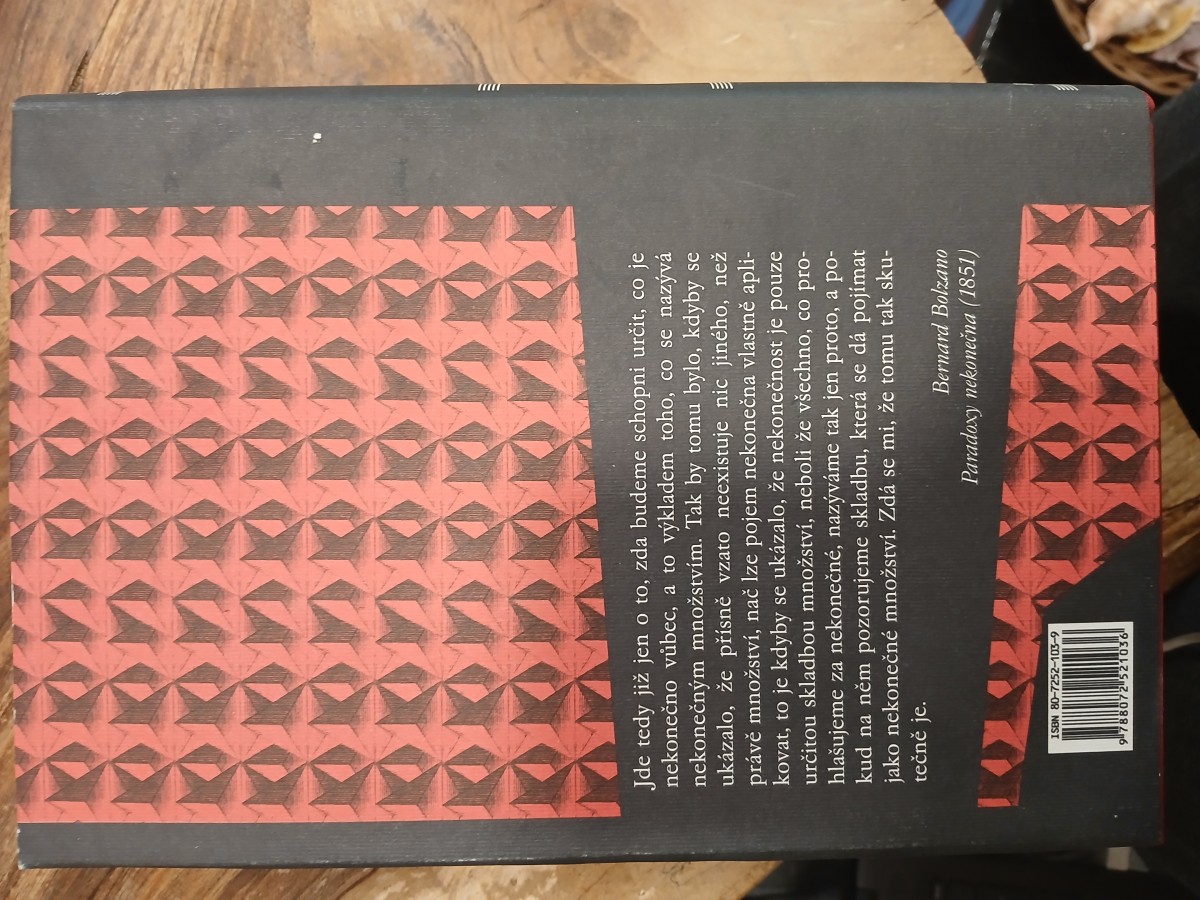 Jde tedy již jen o to, zda budeme schopni určit, co je
nekonečno vůbec, a to výkladem toho, co se nazývá
nekonečným množstvím. Tak by tomu bylo, kdyby se
ukázalo, že přísně vzato neexistuje nic jiného, než
právě množství, nač lze pojem nekonečna vlastně apli-
kovat, to je kdyby se ukázalo, že nekonečnost je pouze
určitou skladbou množství, neboli že všechno, co pro-
hlašujeme za nekonečné, nazýváme tak jen proto, a po-
kud na něm pozorujeme skladbu, která se dá pojímat
jako nekonečné množství. Zdá se mi, že tomu tak sku-
tečně je.
Bernard Bolzano
Paradoxy nekonečna (1851)
ISBN 80-7252-103-9
9 788072 521036